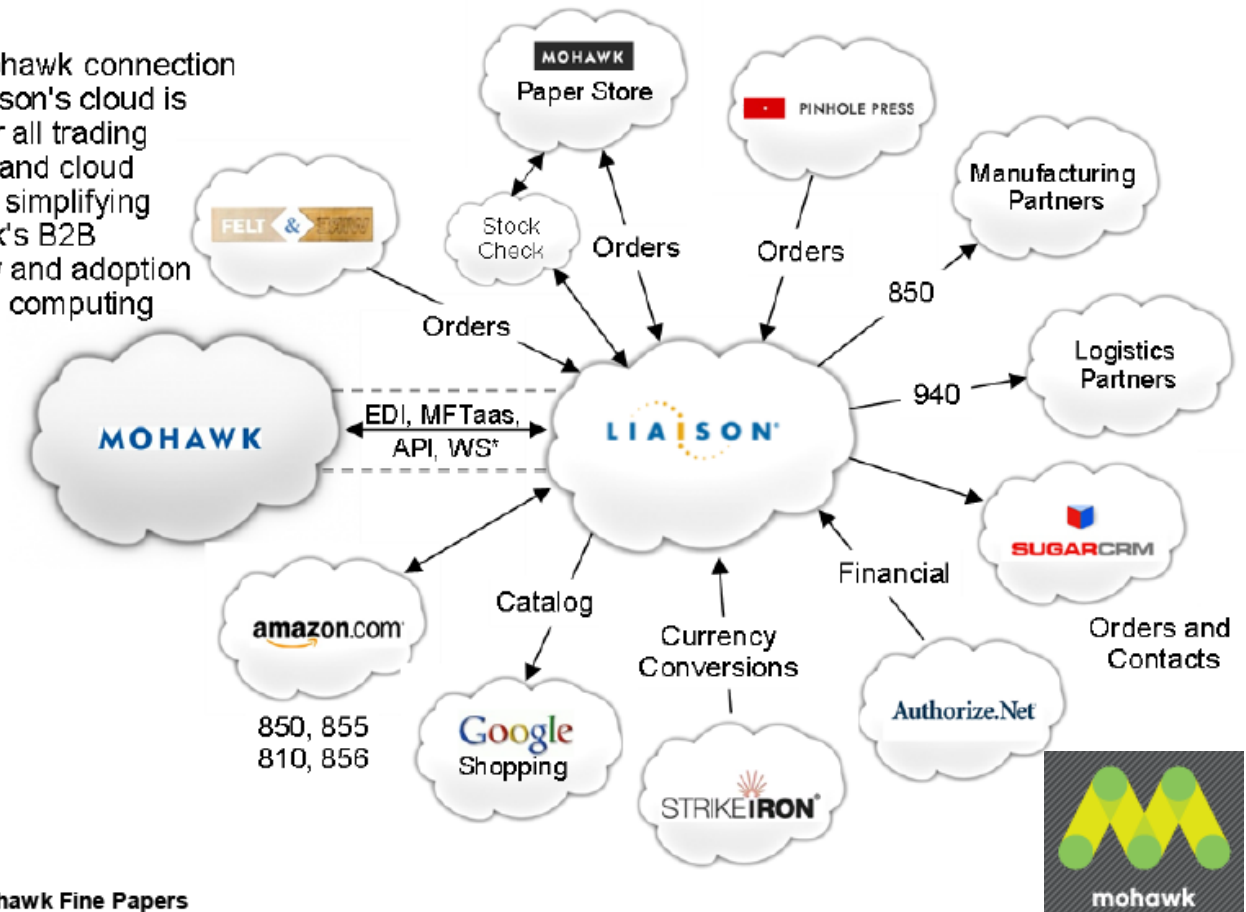 hawk connection
son's cloud is
r all trading
and cloud
simplifying
k's B2B
y and adoption
computing
MOHAWK
Paper Store
PINHOLE PRESS
Manufacturing
Partners
FELT &
Stock
Check
Orders
Orders
850
Orders
Logistics
Partners
940
MOHAWK
EDI, MFTaas,
API, WS*
LIAISON®
SUGARCRM
Orders and
Contacts
Financial
Catalog
Currency
Conversions
amazon.com
850, 855
810, 856
Google
Shopping
STRIKEIRON®
Authorize.Net
mohawk
hawk Fine Papers